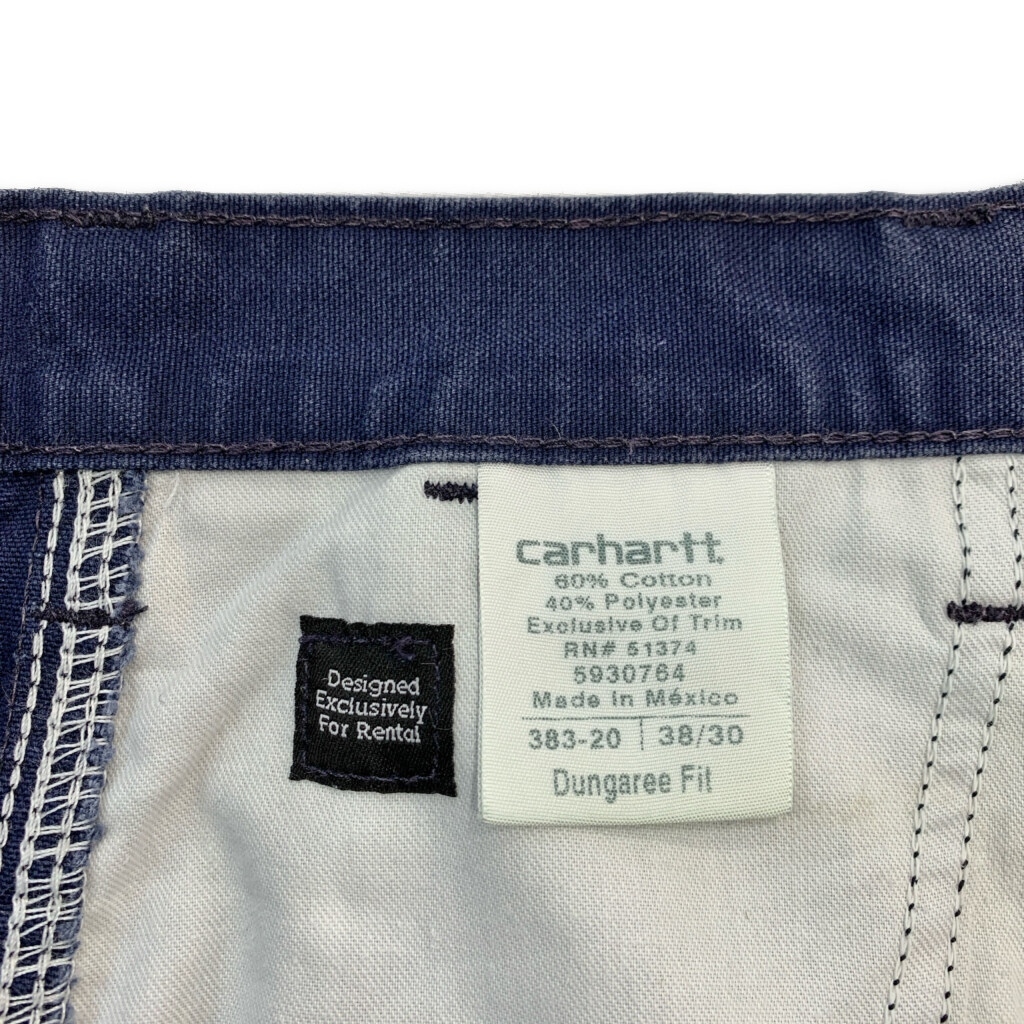 Designed
Exclusively
For Rental
carhartt
60% Cotton
40% Polyester
Exclusive Of Trim
RN# 51374
5930764
Made In México
383-20 | 38/30
Dungaree Fit